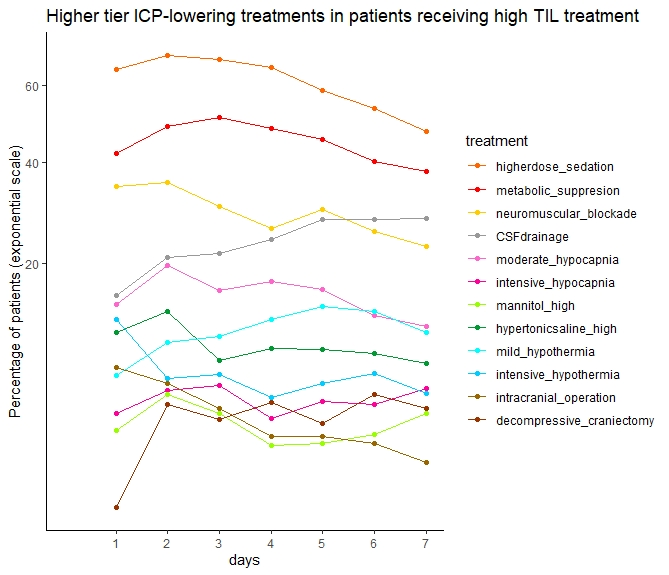 Higher tier ICP-lowering treatments in patients receiving high TIL treatment
Percentage of patients (exponential scale)
60
40
20
1 2 3 4 5 6 7
days
treatment
higherdose_sedation
metabolic_suppresion
neuromuscular_blockade
CSFdrainage
moderate_hypocapnia
intensive_hypocapnia
mannitol_high
hypertonicsaline_high
mild_hypothermia
intensive_hypothermia
intracranial_operation
decompressive_craniectomy